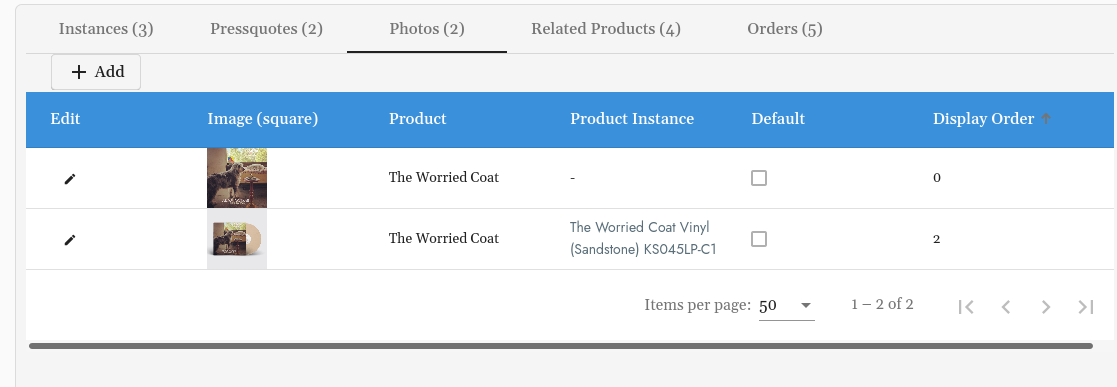 Instances (3) Pressquotes (2) Photos (2) Related Products (4) Orders (5)
Add
Edit Image (square) Product Product Instance Default Display Order
The Worried Coat - 0
The Worried Coat The Worried Coat Vinyl (Sandstone) KS045LP-C1 2
Items per page: 50 1 – 2 of 2